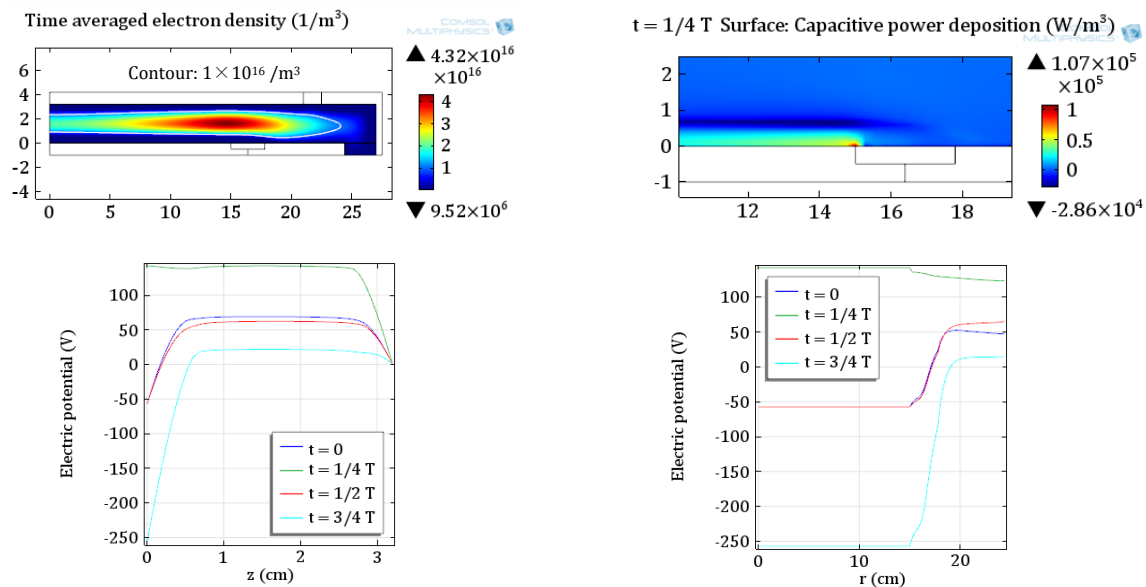 Time averaged electron density (1/m³)
COMSOL
MULTIPHYSICS
▲ 4.32×10¹⁶
×10¹⁶
Contour: 1×10¹⁶ /m³
6
4
2
0
-2
-4
0
5
10
15
20
25
4
3
2
1
▼ 9.52×10⁶
t = 1/4 T Surface: Capacitive power deposition (W/m³)
COMSOL
MULTIPHYSICS
▲ 1.07×10⁵
×10⁵
2
1
0
-1
12
14
16
18
1
0.5
0
▼ -2.86×10⁴
Electric potential (V)
100
50
0
-50
-100
-150
-200
-250
t = 0
t = 1/4 T
t = 1/2 T
t = 3/4 T
0
1
2
3
z (cm)
Electric potential (V)
100
50
0
-50
-100
-150
-200
-250
t = 0
t = 1/4 T
t = 1/2 T
t = 3/4 T
0
10
20
r (cm)